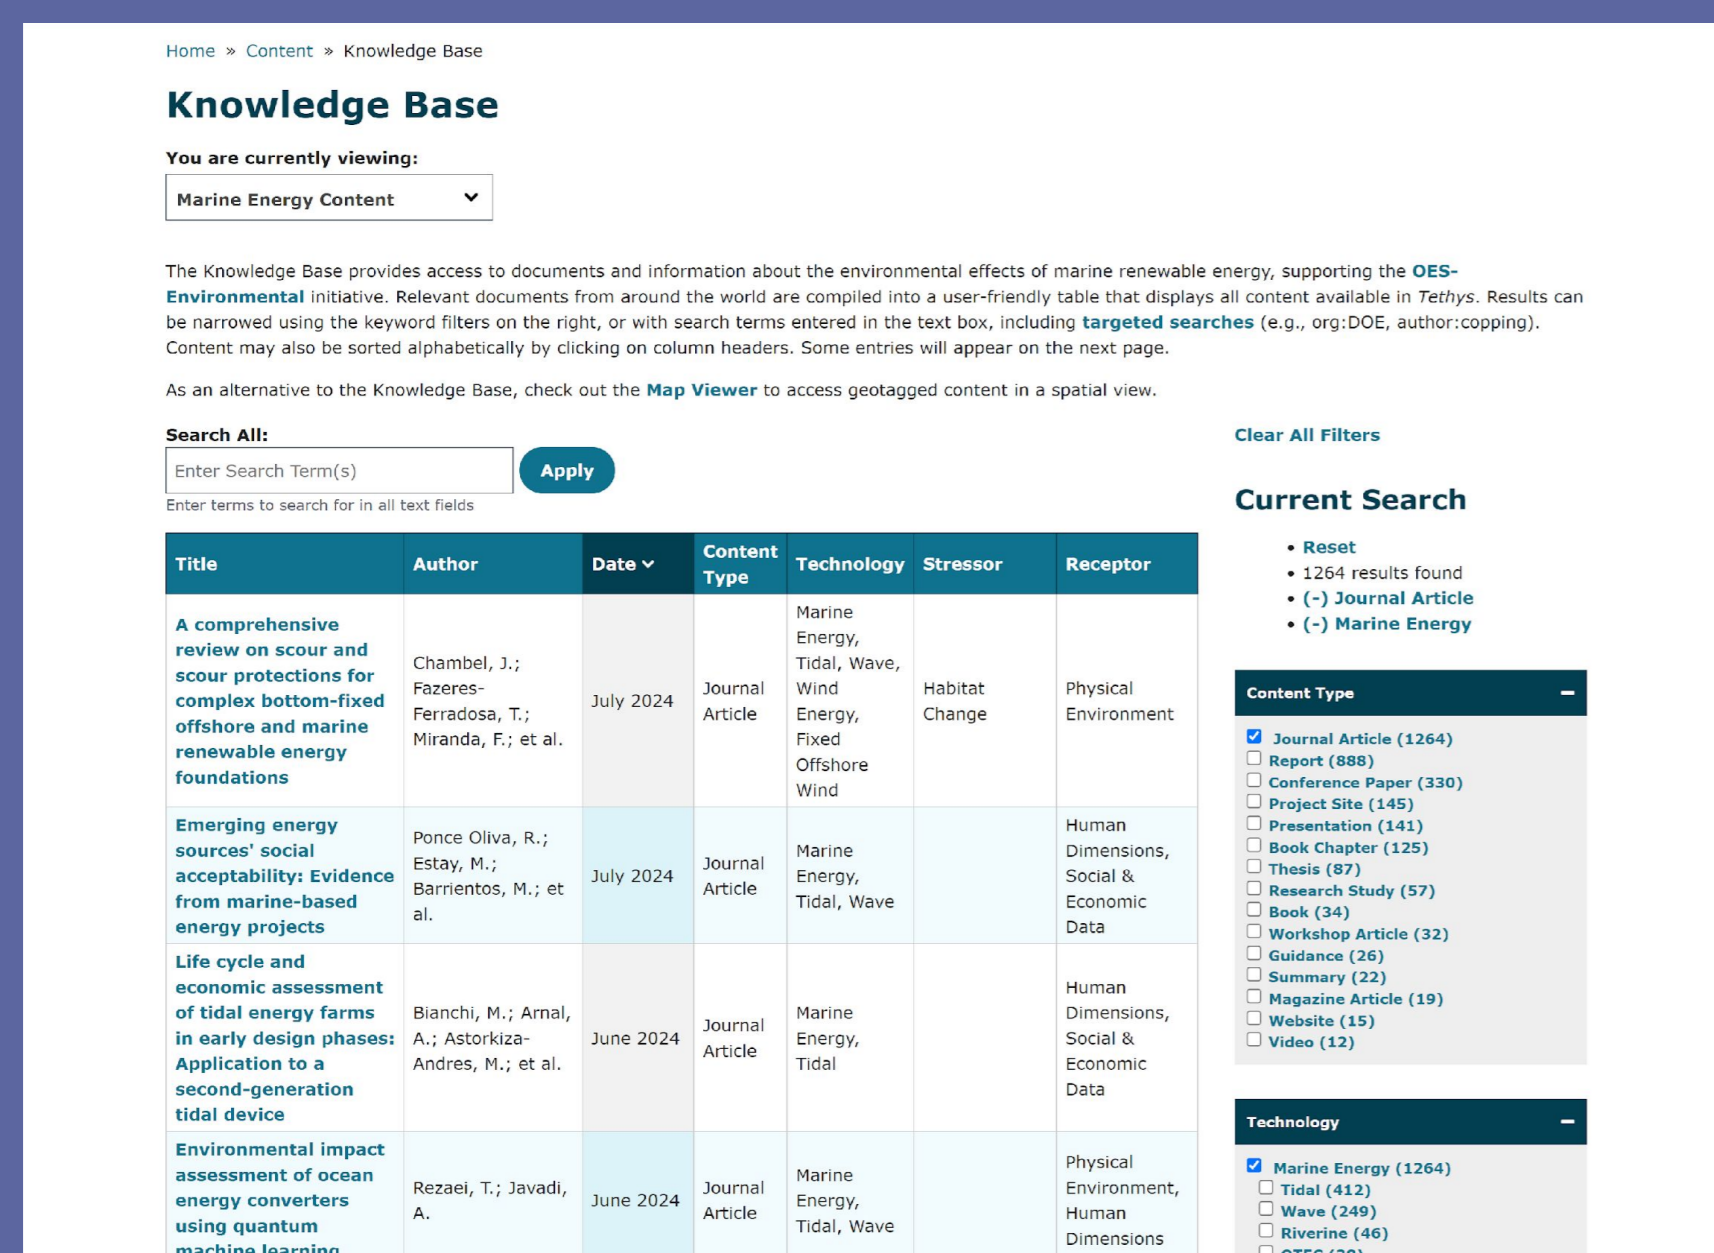 Home » Content » Knowledge Base
Knowledge Base
You are currently viewing:
Marine Energy Content
The Knowledge Base provides access to documents and information about the environmental effects of marine renewable energy, supporting the OES-
Environmental initiative. Relevant documents from around the world are compiled into a user-friendly table that displays all content available in Tethys. Results can
be narrowed using the keyword filters on the right, or with search terms entered in the text box, including targeted searches (e.g., org:DOE, author:copping).
Content may also be sorted alphabetically by clicking on column headers. Some entries will appear on the next page.
As an alternative to the Knowledge Base, check out the Map Viewer to access geotagged content in a spatial view.
Search All:
Enter Search Term(s)
Apply
Enter terms to search for in all text fields
Title
Author
Date
Content
Type
Technology
Stressor
Receptor
A comprehensive
review on scour and
scour protections for
complex bottom-fixed
offshore and marine
renewable energy
foundations
Chambel, J.;
Fazeres-
Ferradosa, T.;
Miranda, F.; et al.
July 2024
Journal
Article
Marine
Energy,
Tidal, Wave,
Wind
Energy,
Fixed
Offshore
Wind
Habitat
Change
Physical
Environment
Emerging energy
sources' social
acceptability: Evidence
from marine-based
energy projects
Ponce Oliva, R.;
Estay, M.;
Barrientos, M.; et
al.
July 2024
Journal
Article
Marine
Energy,
Tidal, Wave
Human
Dimensions,
Social &
Economic
Data
Life cycle and
economic assessment
of tidal energy farms
in early design phases:
Application to a
second-generation
tidal device
Bianchi, M.; Arnal,
A.; Astorkiza-
Andres, M.; et al.
June 2024
Journal
Article
Marine
Energy,
Tidal
Human
Dimensions,
Social &
Economic
Data
Environmental impact
assessment of ocean
energy converters
using quantum
machine learning
Rezaei, T.; Javadi,
A.
June 2024
Journal
Article
Marine
Energy,
Tidal, Wave
Physical
Environment,
Human
Dimensions
Clear All Filters
Current Search
• Reset
• 1264 results found
• (-) Journal Article
• (-) Marine Energy
Content Type
Journal Article (1264)
Report (888)
Conference Paper (330)
Project Site (145)
Presentation (141)
Book Chapter (125)
Thesis (87)
Research Study (57)
Book (34)
Workshop Article (32)
Guidance (26)
Summary (22)
Magazine Article (19)
Website (15)
Video (12)
Technology
Marine Energy (1264)
Tidal (412)
Wave (249)
Riverine (46)